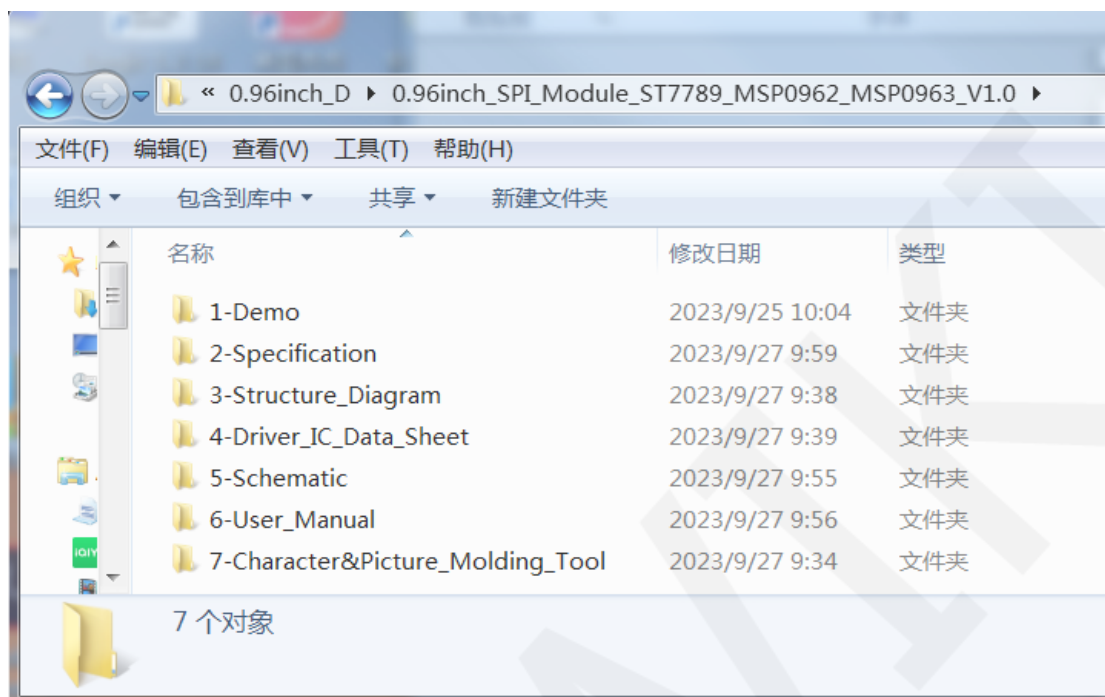 « 0.96inch_D ▸ 0.96inch_SPI_Module_ST7789_MSP0962_MSP0963_V1.0 ▸
文件(F) 编辑(E) 查看(V) 工具(T) 帮助(H)
组织 包含到库中 共享 新建文件夹
名称 修改日期 类型
1-Demo 2023/9/25 10:04 文件夹
2-Specification 2023/9/27 9:59 文件夹
3-Structure_Diagram 2023/9/27 9:38 文件夹
4-Driver_IC_Data_Sheet 2023/9/27 9:39 文件夹
5-Schematic 2023/9/27 9:55 文件夹
6-User_Manual 2023/9/27 9:56 文件夹
7-Character&Picture_Molding_Tool 2023/9/27 9:34 文件夹
7 个对象